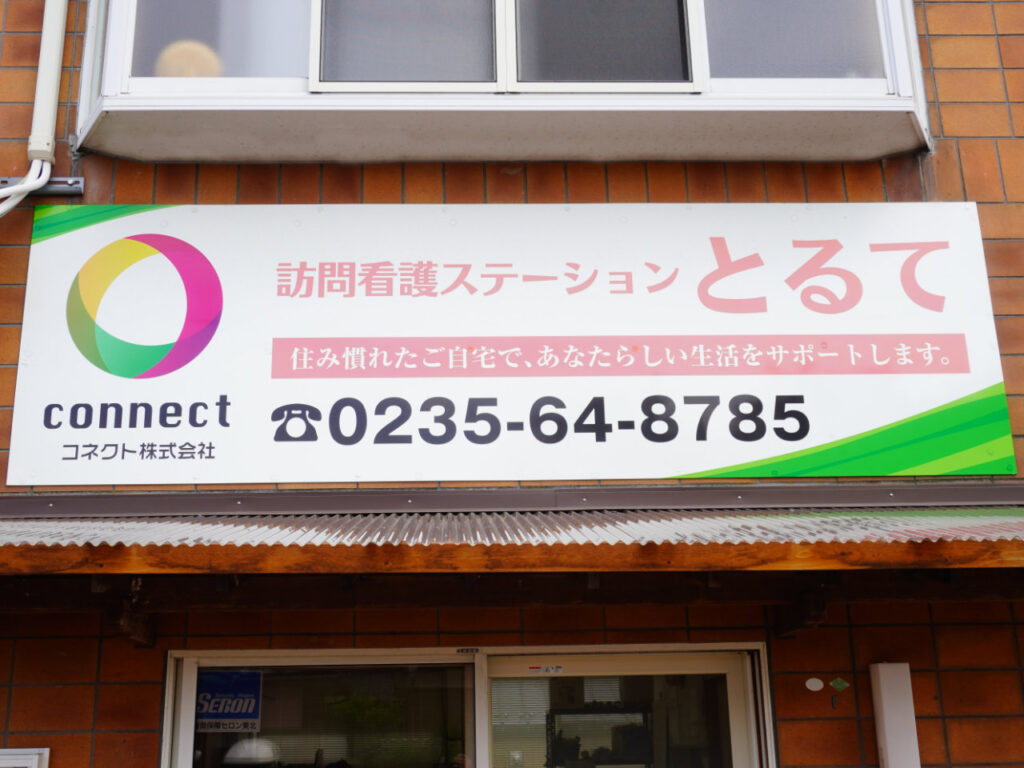 訪問看護ステーション とるて
住み慣れたご自宅で、あなたらしい生活をサポートします。
☎0235-64-8785
connect
コネクト株式会社
SERON